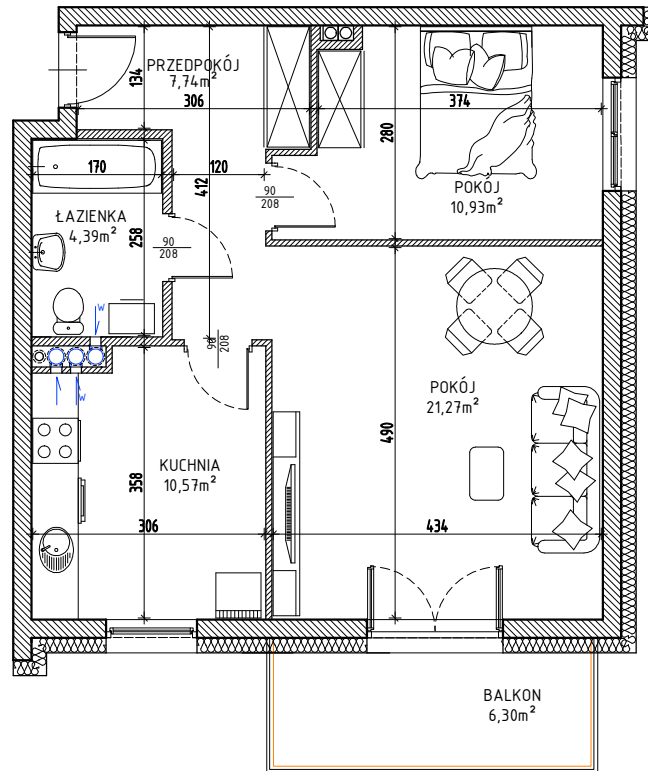 PRZEDPOKÓJ
7,74m²
134
306
374
280
POKÓJ
10,93m²
170
120
412
90
208
ŁAZIENKA
4,39m²
258
90
208
W
90
208
W
POKÓJ
21,27m²
490
KUCHNIA
10,57m²
358
306
434
BALKON
6,30m²